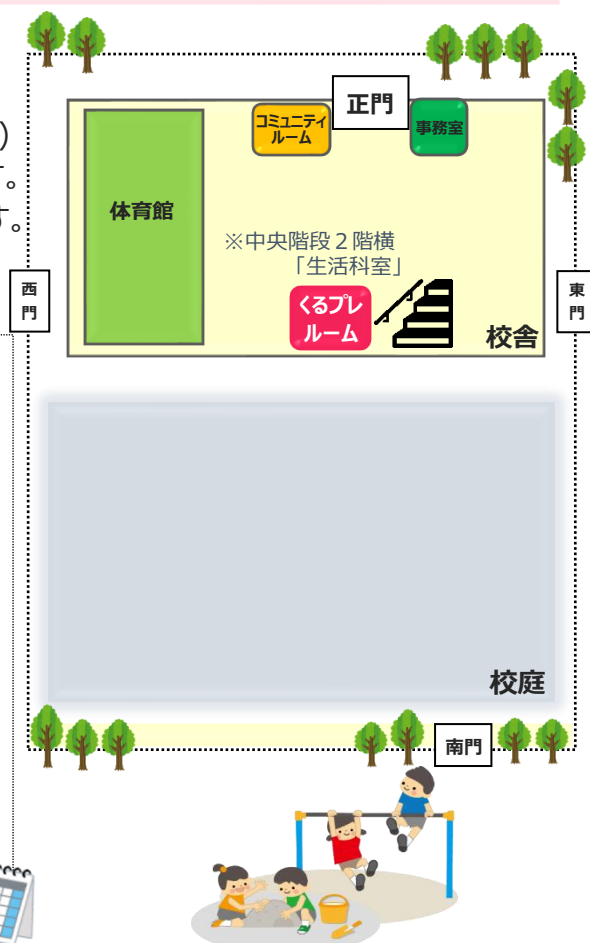 正門
コミュニティ
ルーム
事務室
）
。
す。
体育館
※中央階段２階横
「生活科室」
西
門
東
門
くるプレ
ルーム
校舎
校庭
南門